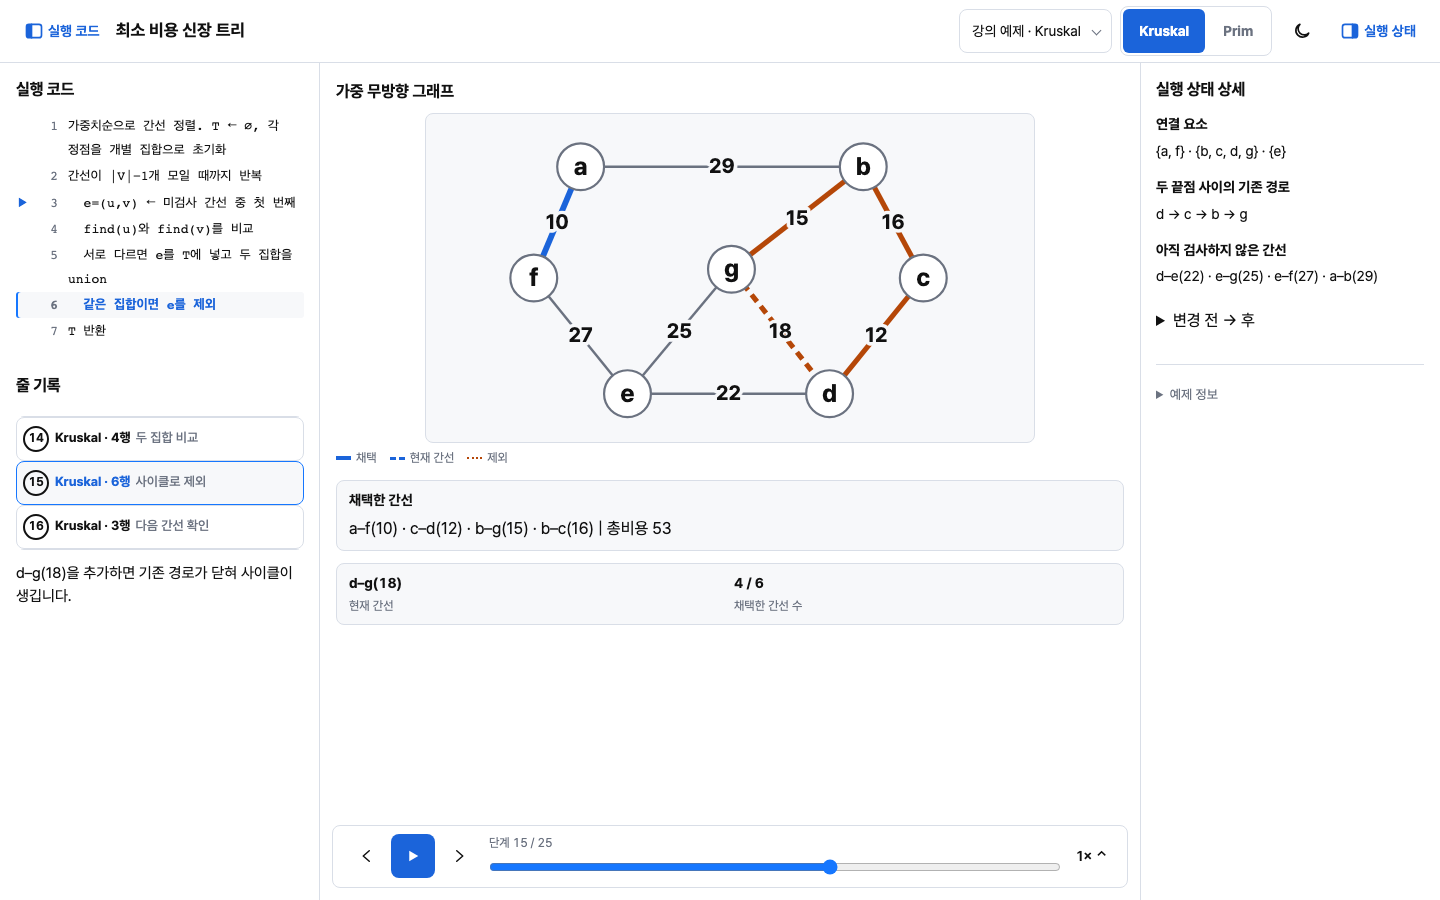 실행 코드
최소 비용 신장 트리
강의 예제 · Kruskal
Kruskal
Prim
실행 상태
실행 코드
1 가중치순으로 간선 정렬. T ← ∅, 각
정점을 개별 집합으로 초기화
2 간선이 |V|−1개 모일 때까지 반복
3 e=(u,v) ← 미검사 간선 중 첫 번째
4 find(u)와 find(v)를 비교
5 서로 다르면 e를 T에 넣고 두 집합을
union
6 같은 집합이면 e를 제외
7 T 반환
줄 기록
14 Kruskal · 4행 두 집합 비교
15 Kruskal · 6행 사이클로 제외
16 Kruskal · 3행 다음 간선 확인
d–g(18)을 추가하면 기존 경로가 닫혀 사이클이
생깁니다.
가중 무방향 그래프
a
29
b
10
15
16
f
g
c
27
25
18
12
e
22
d
채택
현재 간선
제외
채택한 간선
a–f(10) · c–d(12) · b–g(15) · b–c(16) | 총비용 53
d–g(18)
현재 간선
4 / 6
채택한 간선 수
단계 15 / 25
1×
실행 상태 상세
연결 요소
{a, f} · {b, c, d, g} · {e}
두 끝점 사이의 기존 경로
d → c → b → g
아직 검사하지 않은 간선
d–e(22) · e–g(25) · e–f(27) · a–b(29)
변경 전 → 후
예제 정보